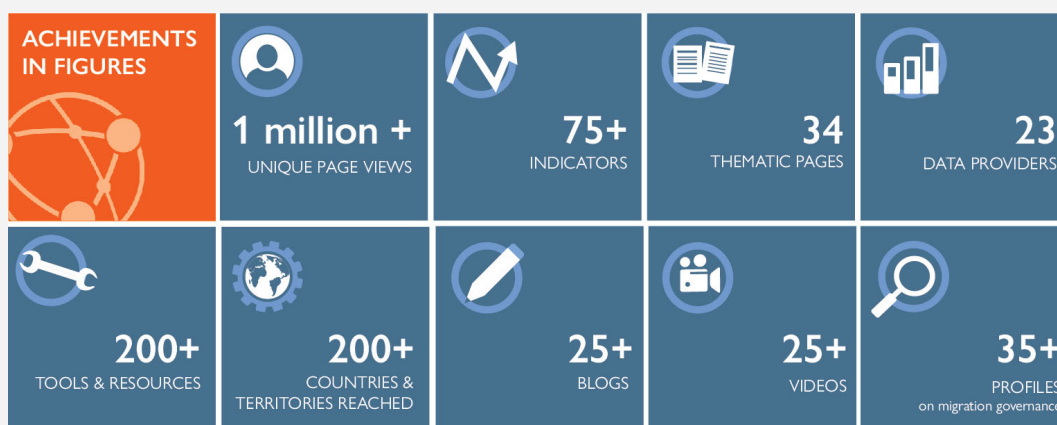 ACHIEVEMENTS
IN FIGURES
1 million +
UNIQUE PAGE VIEWS
75+
INDICATORS
34
THEMATIC PAGES
23
DATA PROVIDERS
200+
TOOLS & RESOURCES
200+
COUNTRIES &
TERRITORIES REACHED
25+
BLOGS
25+
VIDEOS
35+
PROFILES
on migration governance